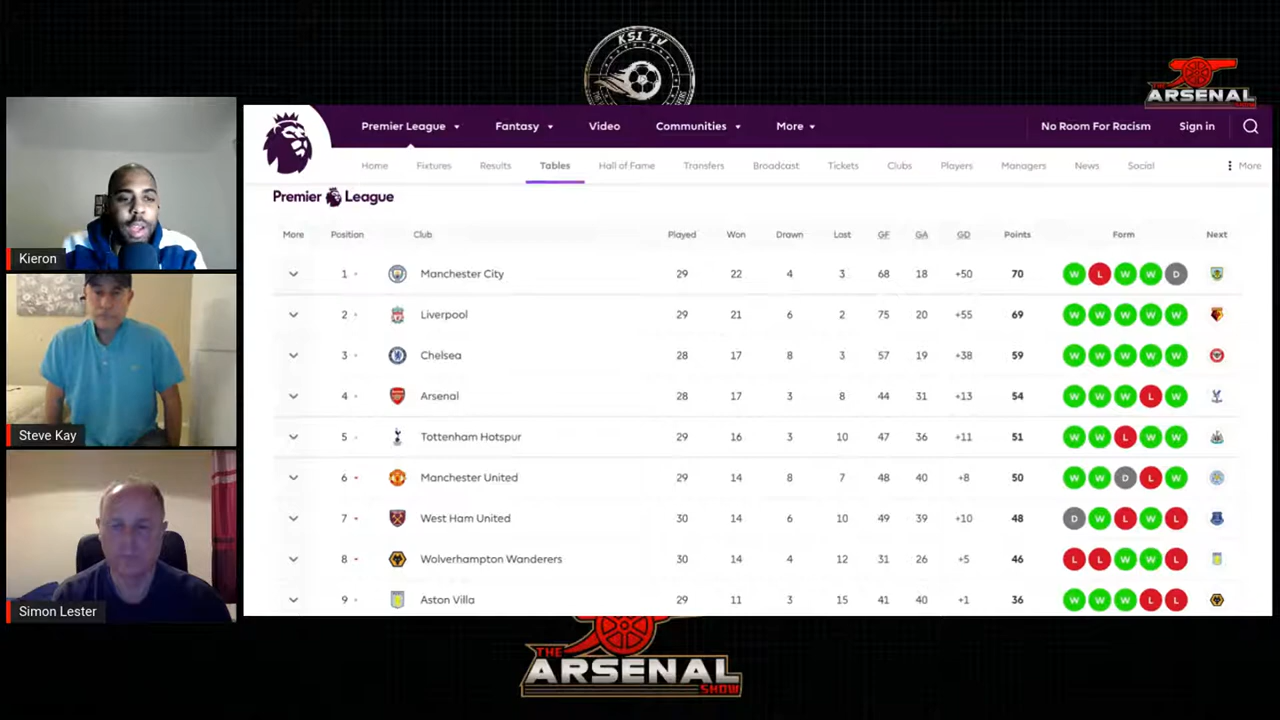 KSI TV
THE
ARSENAL
SHOW
Premier League Fantasy Video Communities More No Room For Racism Sign in
Home Fixtures Results Tables Hall of Fame Transfers Broadcast Tickets Clubs Players Managers News Social More
Premier League
More Position Club Played Won Drawn Lost GF GA GD Points Form Next
1 Manchester City 29 22 4 3 68 18 +50 70 W L W W D
2 Liverpool 29 21 6 2 75 20 +55 69 W W W W W
3 Chelsea 28 17 8 3 57 19 +38 59 W W W W W
4 Arsenal 28 17 3 8 44 31 +13 54 W W W L W
5 Tottenham Hotspur 29 16 3 10 47 36 +11 51 W W L W W
6 Manchester United 29 14 8 7 48 40 +8 50 W W D L W
7 West Ham United 30 14 6 10 49 39 +10 48 D W L W L
8 Wolverhampton Wanderers 30 14 4 12 31 26 +5 46 L L W W L
9 Aston Villa 29 11 3 15 41 40 +1 36 W W W L L
Kieron
Steve Kay
Simon Lester
THE
ARSENAL
SHOW